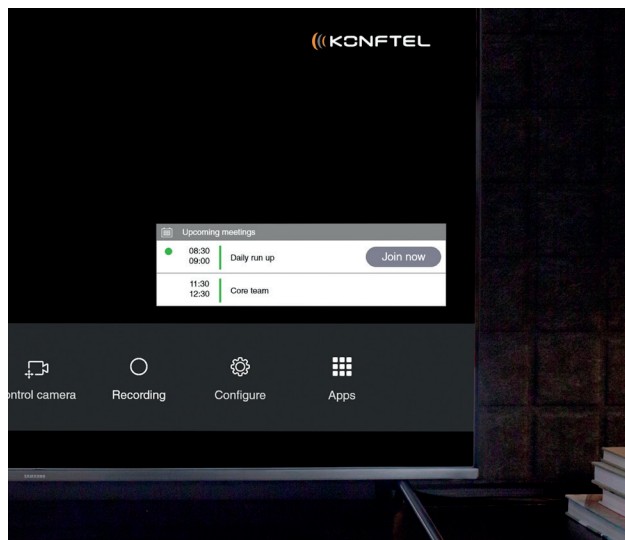 KONFTEL
Upcoming meetings
08:30
09:00
Daily run up
Join now
11:30
12:30
Core team
ontrol camera
Recording
Configure
Apps
SAMSUNG